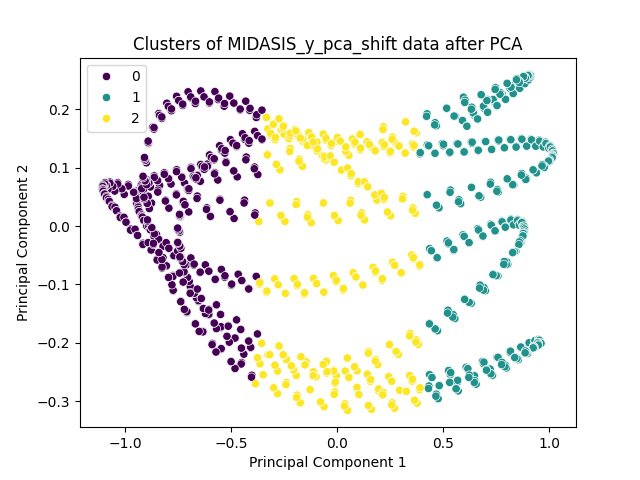 Clusters of MIDASIS_y_pca_shift data after PCA
0
1
2
Principal Component 2
0.2
0.1
0.0
−0.1
−0.2
−0.3
−1.0 −0.5 0.0 0.5 1.0
Principal Component 1